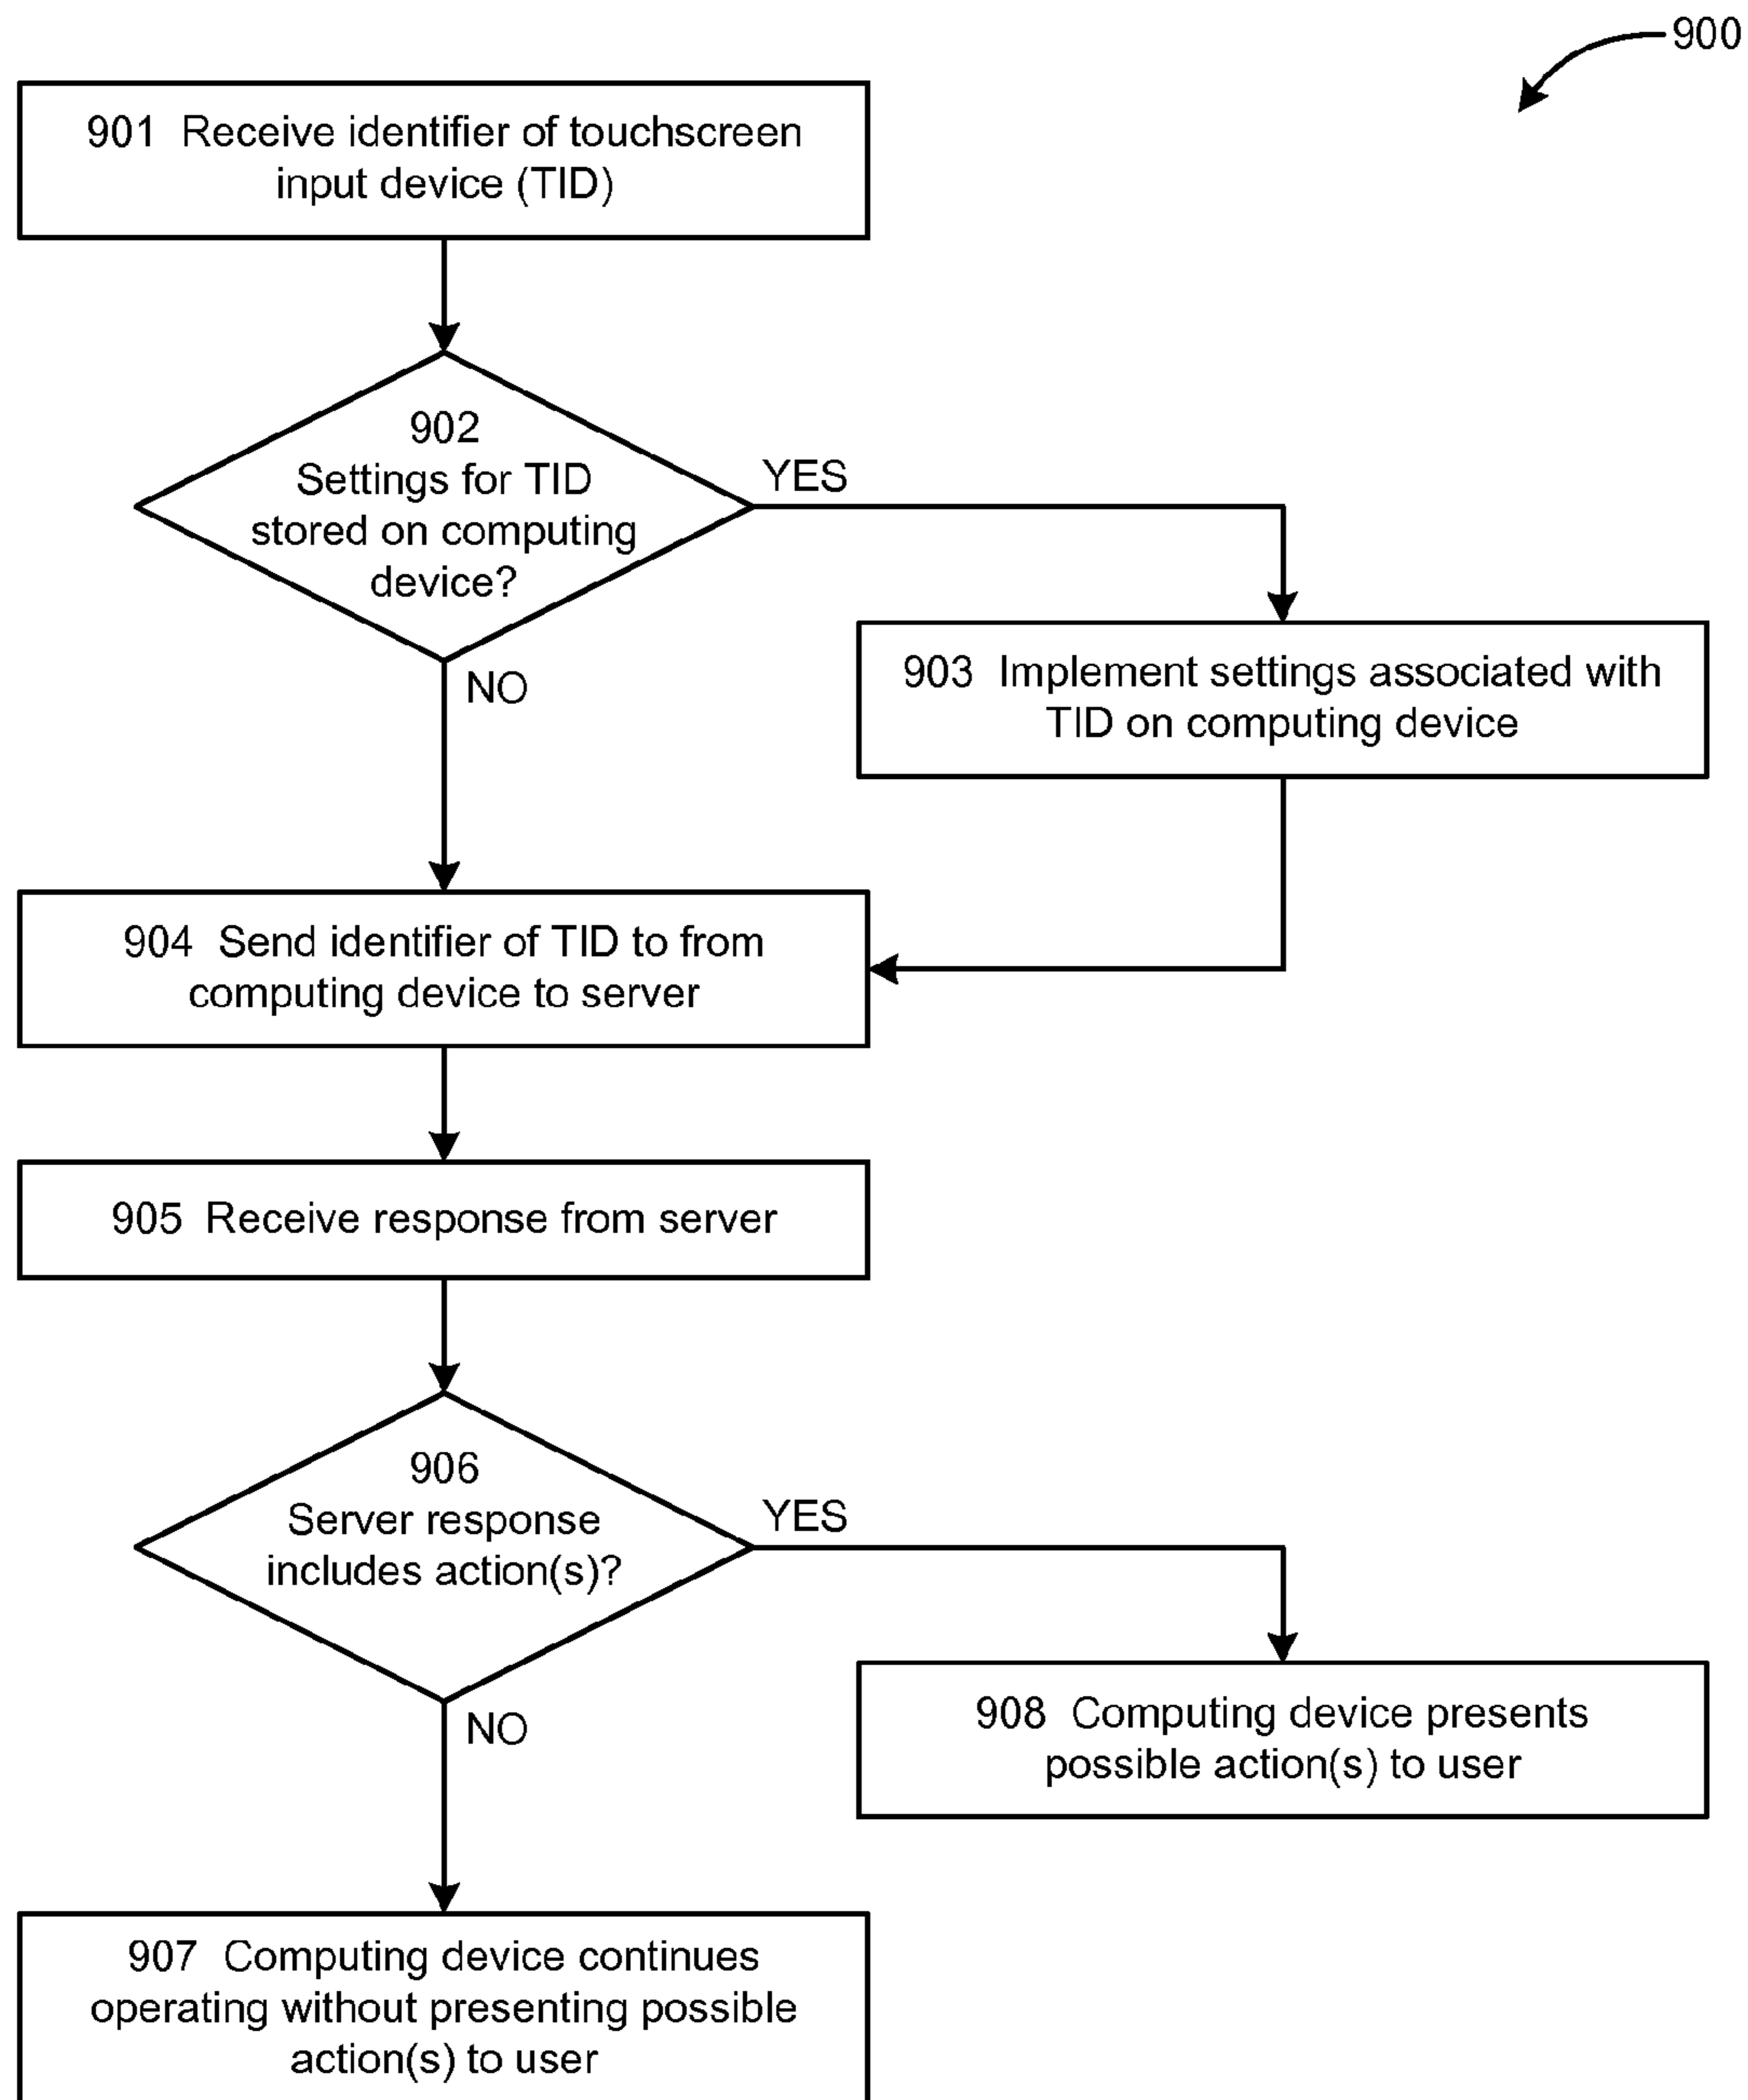 900
901 Receive identifier of touchscreen
input device (TID)
902
Settings for TID
stored on computing
device?
YES
NO
903 Implement settings associated with
TID on computing device
904 Send identifier of TID to from
computing device to server
905 Receive response from server
906
Server response
includes action(s)?
YES
NO
908 Computing device presents
possible action(s) to user
907 Computing device continues
operating without presenting possible
action(s) to user